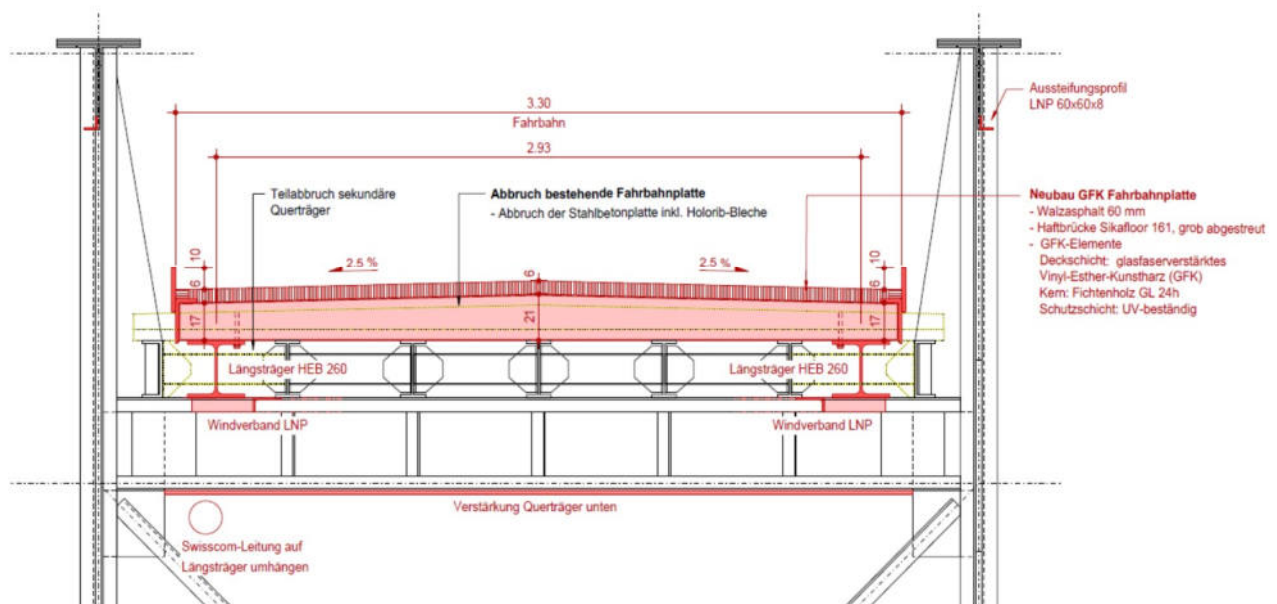 3.30
Fahrbahn
2.93
Aussteifungsprofil
LNP 60x60x8
Teilabbruch sekundäre
Querträger
Abbruch bestehende Fahrbahnplatte
- Abbruch der Stahlbetonplatte inkl. Holorib-Bleche
Neubau GFK Fahrbahnplatte
- Walzasphalt 60 mm
- Haftbrücke Sikafloor 161, grob abgestreut
- GFK-Elemente
Deckschicht: glasfaserverstärktes
Vinyl-Esther-Kunstharz (GFK)
Kern: Fichtenholz GL 24h
Schutzschicht: UV-beständig
10
2.5 %
6
2.5 %
10
6
6
17
21
17
Längsträger HEB 260
Längsträger HEB 260
Windverband LNP
Windverband LNP
Verstärkung Querträger unten
Swisscom-Leitung auf
Längsträger umhängen